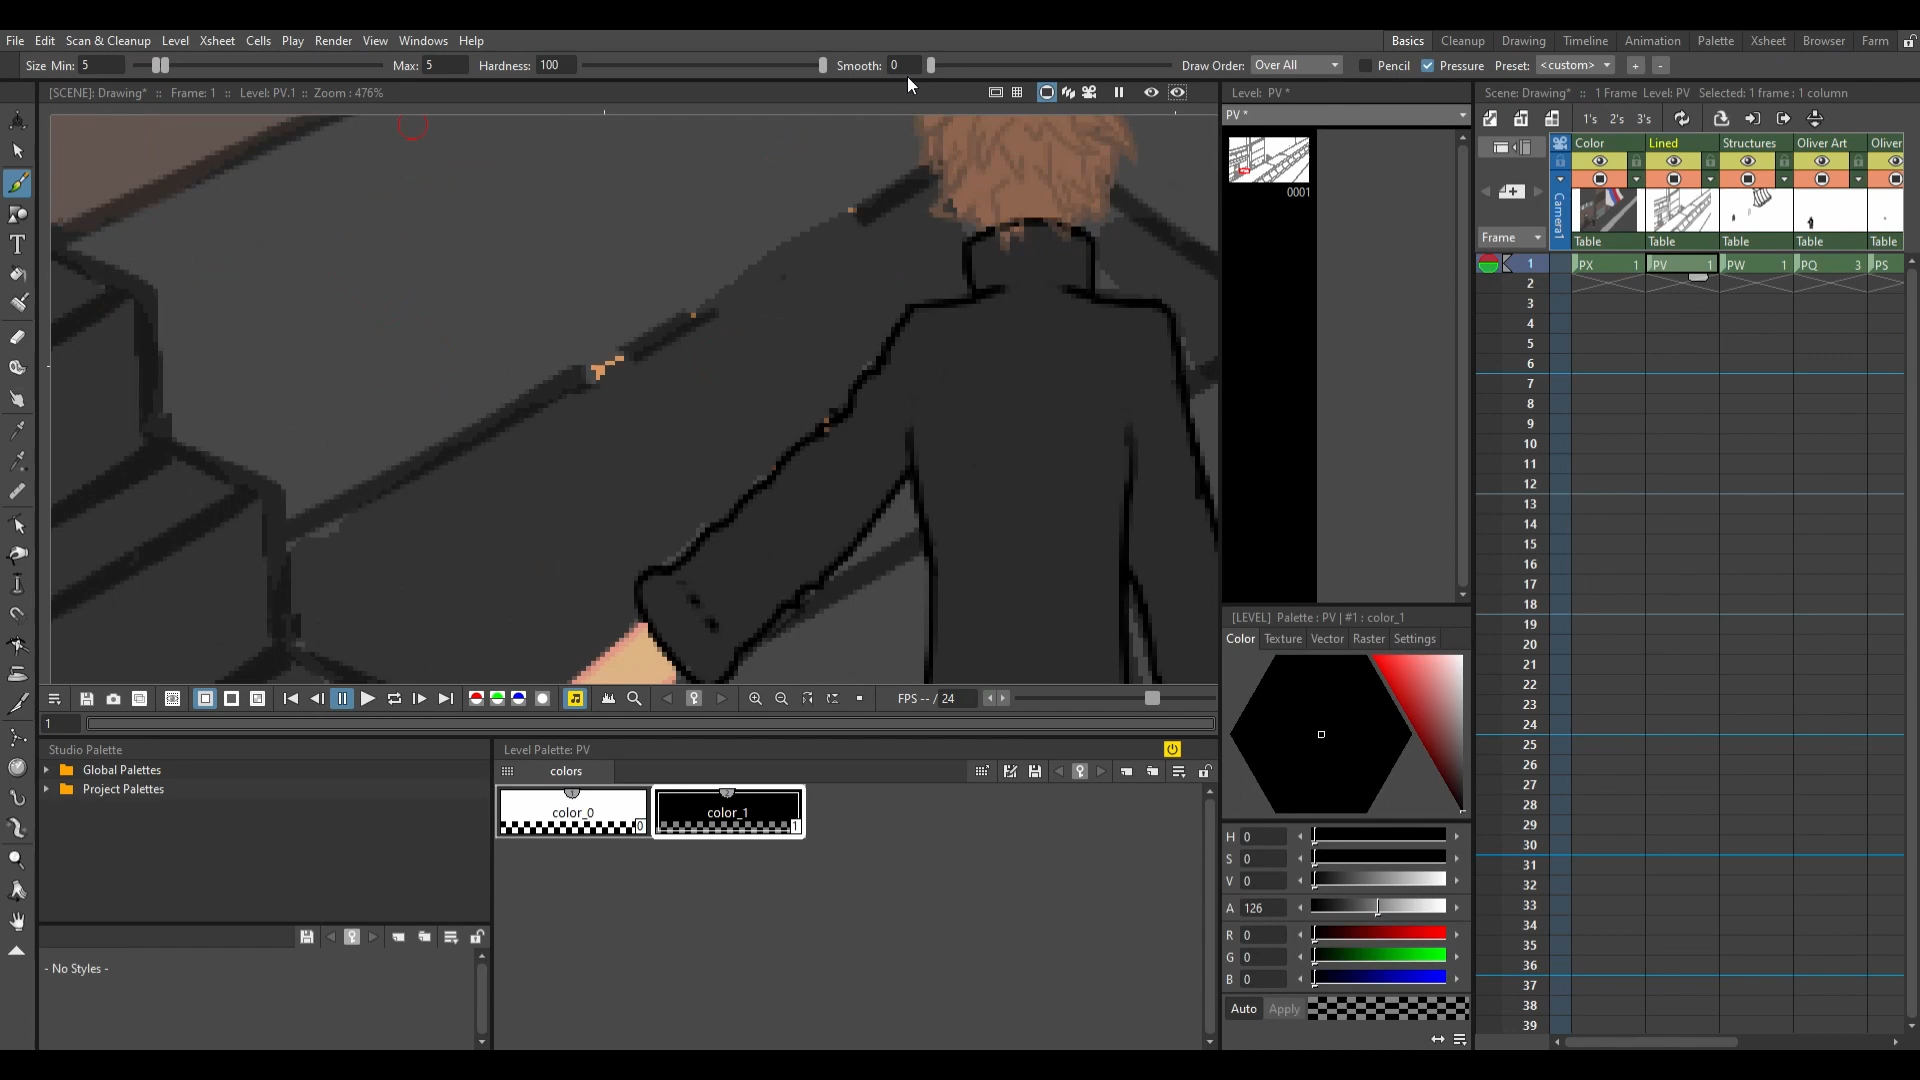 File Edit Scan & Cleanup Level Xsheet Cells Play Render View Windows Help
Basics Cleanup Drawing Timeline Animation Palette Xsheet Browser Farm
Size Min: 5 Max: 5 Hardness: 100 Smooth: 0 Draw Order: Over All Pencil Pressure Preset: <custom> + -
[SCENE]: Drawing* :: Frame: 1 :: Level: PV.1 :: Zoom : 476%
Level: PV *
Scene: Drawing* :: 1 Frame Level: PV Selected: 1 frame : 1 column
PV *
1's 2's 3's
0001
Color Lined Structures Oliver Art Oliver
Camera1
Frame
Table Table Table Table Table
1 PX 1 PV 1 PW 1 PQ 3 PS
2
3
4
5
6
7
8
9
10
11
12
13
14
15
16
17
18
19
20
21
22
23
24
25
26
27
28
29
30
31
32
33
34
35
36
37
38
39
[LEVEL] Palette : PV | #1 : color_1
Color Texture Vector Raster Settings
H 0
S 0
V 0
A 126
R 0
G 0
B 0
Auto Apply
FPS -- / 24
1
Studio Palette
Global Palettes
Project Palettes
- No Styles -
Level Palette: PV
colors
1 color_0 0
2 color_1 1